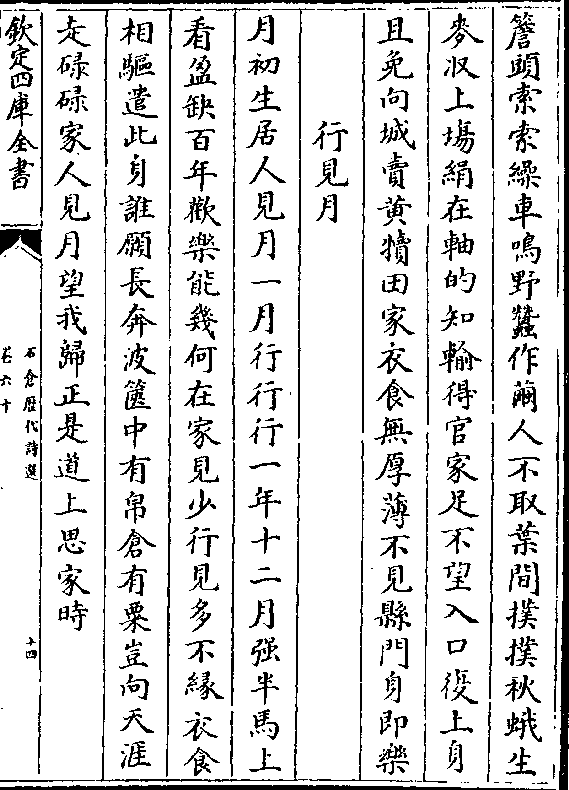 簷頭索索繰車鳴野蠶作繭人不取葉間撲撲秋蛾生
麥收上塲絹在軸的知輸得官家足不望入口復上身
且免向城賣黃犢田家衣食無厚薄不見縣門身即樂
行見月
月初生居人見月一月行行行一年十二月强半馬上
看盈缺百年歡樂能幾何在家見少行見多不緣衣食
相驅遣此身誰願長奔波篋中有帛倉有粟豈向天涯
走碌碌家人見月望我歸正是道上思家時
欽定四庫全書
石倉歷代詩選
卷六十
十四